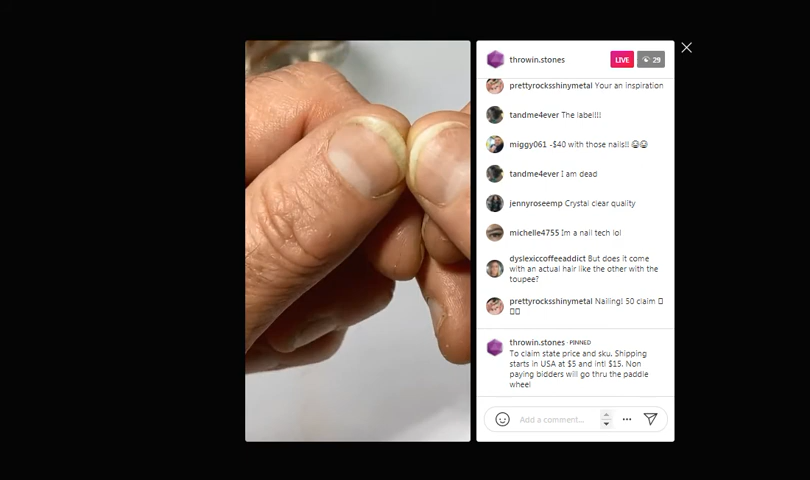 throwin.stones
LIVE
29
prettyrocksshinymetal Your an inspiration
tandme4ever The label!!!
miggy061 -$40 with those nails!!
tandme4ever I am dead
jennyroseemp Crystal clear quality
michelle4755 Im a nail tech lol
dyslexiccoffeeaddict But does it come
with an actual hair like the other with the
toupee?
prettyrocksshinymetal Nailing! 50 claim
throwin.stones · PINNED
To claim state price and sku. Shipping
starts in USA at $5 and intl $15. Non
paying bidders will go thru the paddle
wheel
Add a comment...